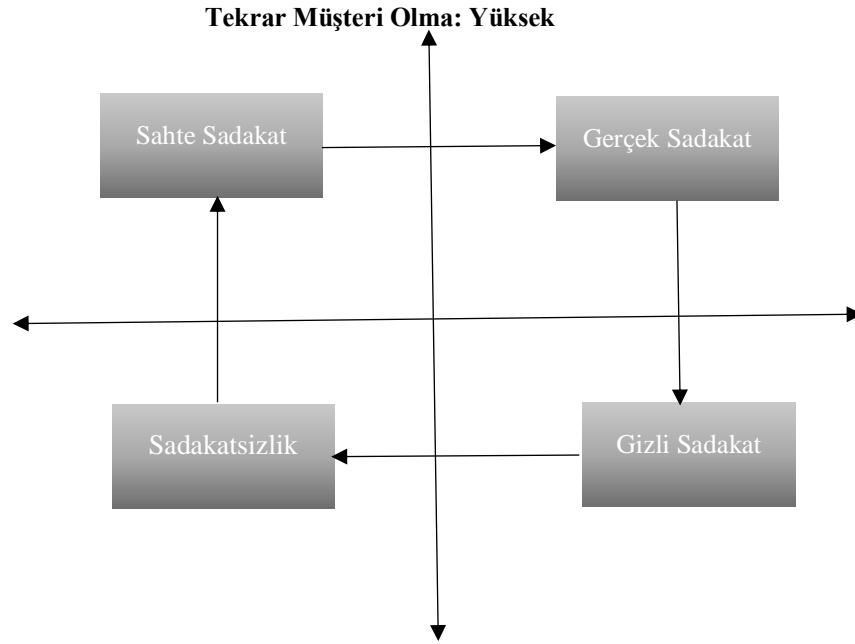 Tekrar Müşteri Olma: Yüksek
Sahte Sadakat
Gerçek Sadakat
Sadakatsizlik
Gizli Sadakat